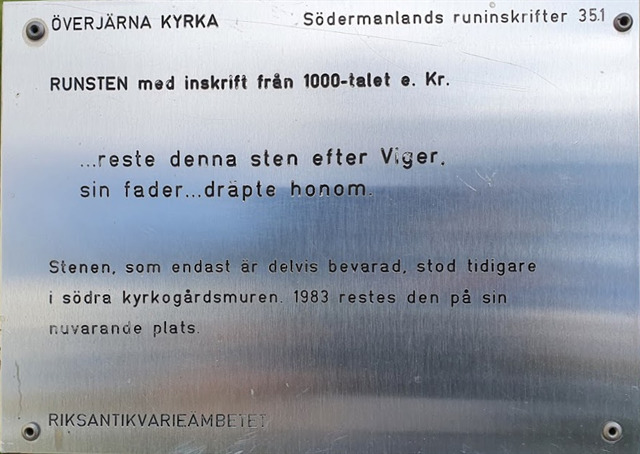 ÖVERJÄRNA KYRKA Södermanlands runinskrifter 351
RUNSTEN med inskrift från 1000-talet e. Kr.
...reste denna sten efter Viger,
sin fader...dräpte honom.
Stenen, som endast är delvis bevarad, stod tidigare
i södra kyrkogårdsmuren. 1983 restes den på sin
nuvarande plats.
RIKSANTIKVARIEÄMBETET